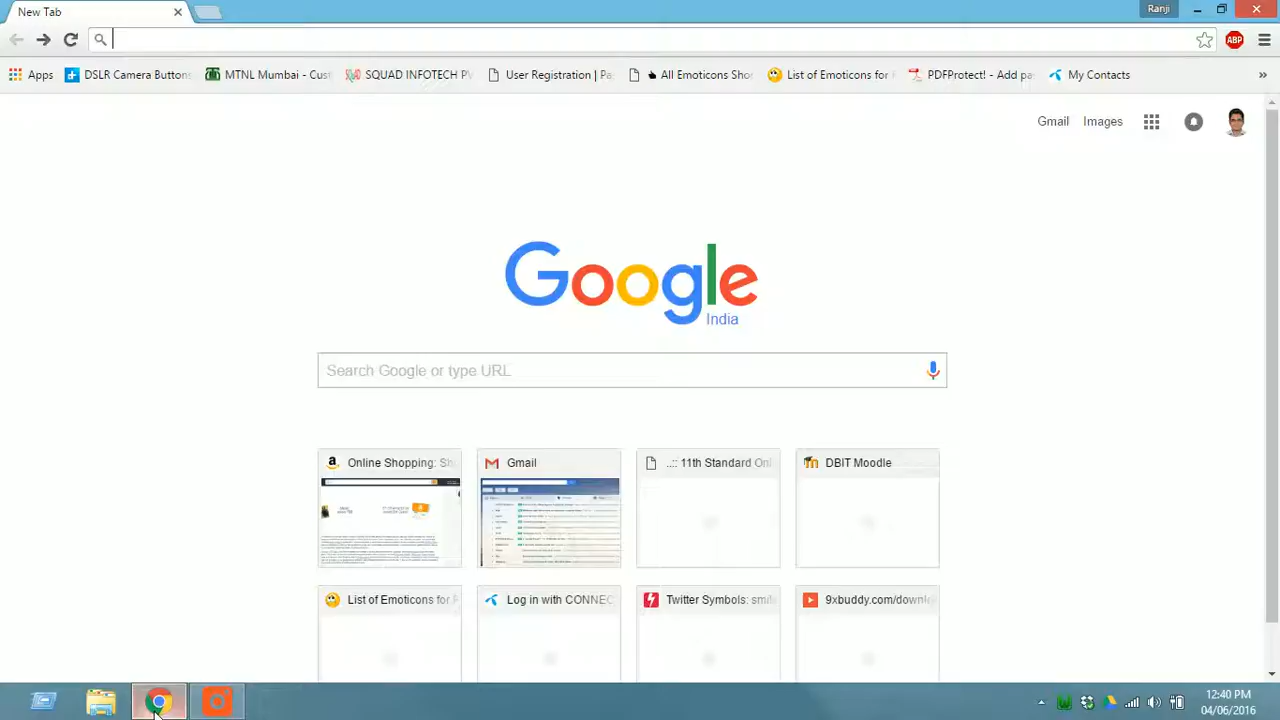 New Tab
Ranji
ABP
Apps
DSLR Camera Button
MTNL Mumbai - Cust
SQUAD INFOTECH PV
User Registration | Pa
All Emoticons Sho
List of Emoticons for
PDFProtect! - Add pa
My Contacts
»
Gmail Images
Google
India
Search Google or type URL
Online Shopping: Sh
Gmail
..:: 11th Standard Onl
DBIT Moodle
List of Emoticons for F
Log in with CONNEC
Twitter Symbols: smil
9xbuddy.com/downlo
12:40 PM
04/06/2016